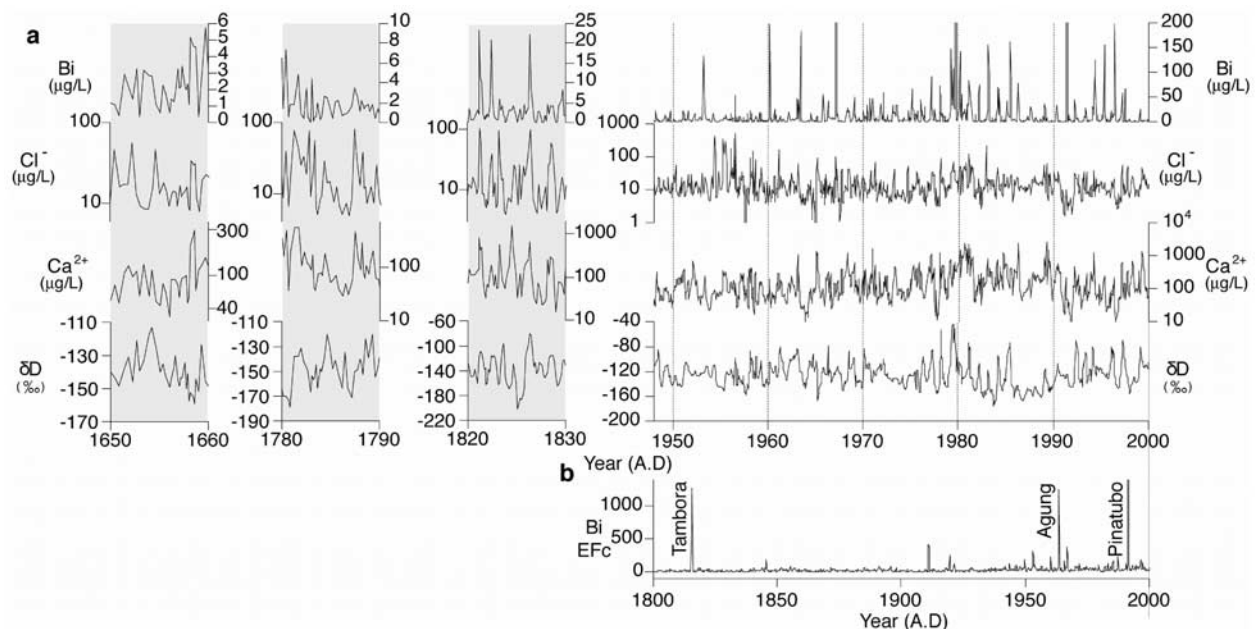 a
Bi
(µg/L)
6
5
4
3
2
1
0
10
8
6
4
2
0
25
20
15
10
5
0
200
150
100
50
0
Bi
(µg/L)
Cl⁻
(µg/L)
100
10
100
10
100
10
1000
100
10
1
Cl⁻
(µg/L)
Ca²⁺
(µg/L)
300
100
40
100
10
1000
100
10
10⁴
1000
100
10
Ca²⁺
(µg/L)
δD
(‰)
-110
-130
-150
-170
-110
-130
-150
-170
-190
-60
-100
-140
-180
-220
-40
-80
-120
-160
-200
δD
(‰)
1650 1660 1780 1790 1820 1830 1950 1960 1970 1980 1990 2000
Year (A.D)
b
Bi
EFc
1000
500
0
Tambora
Agung
Pinatubo
1800 1850 1900 1950 2000
Year (A.D)